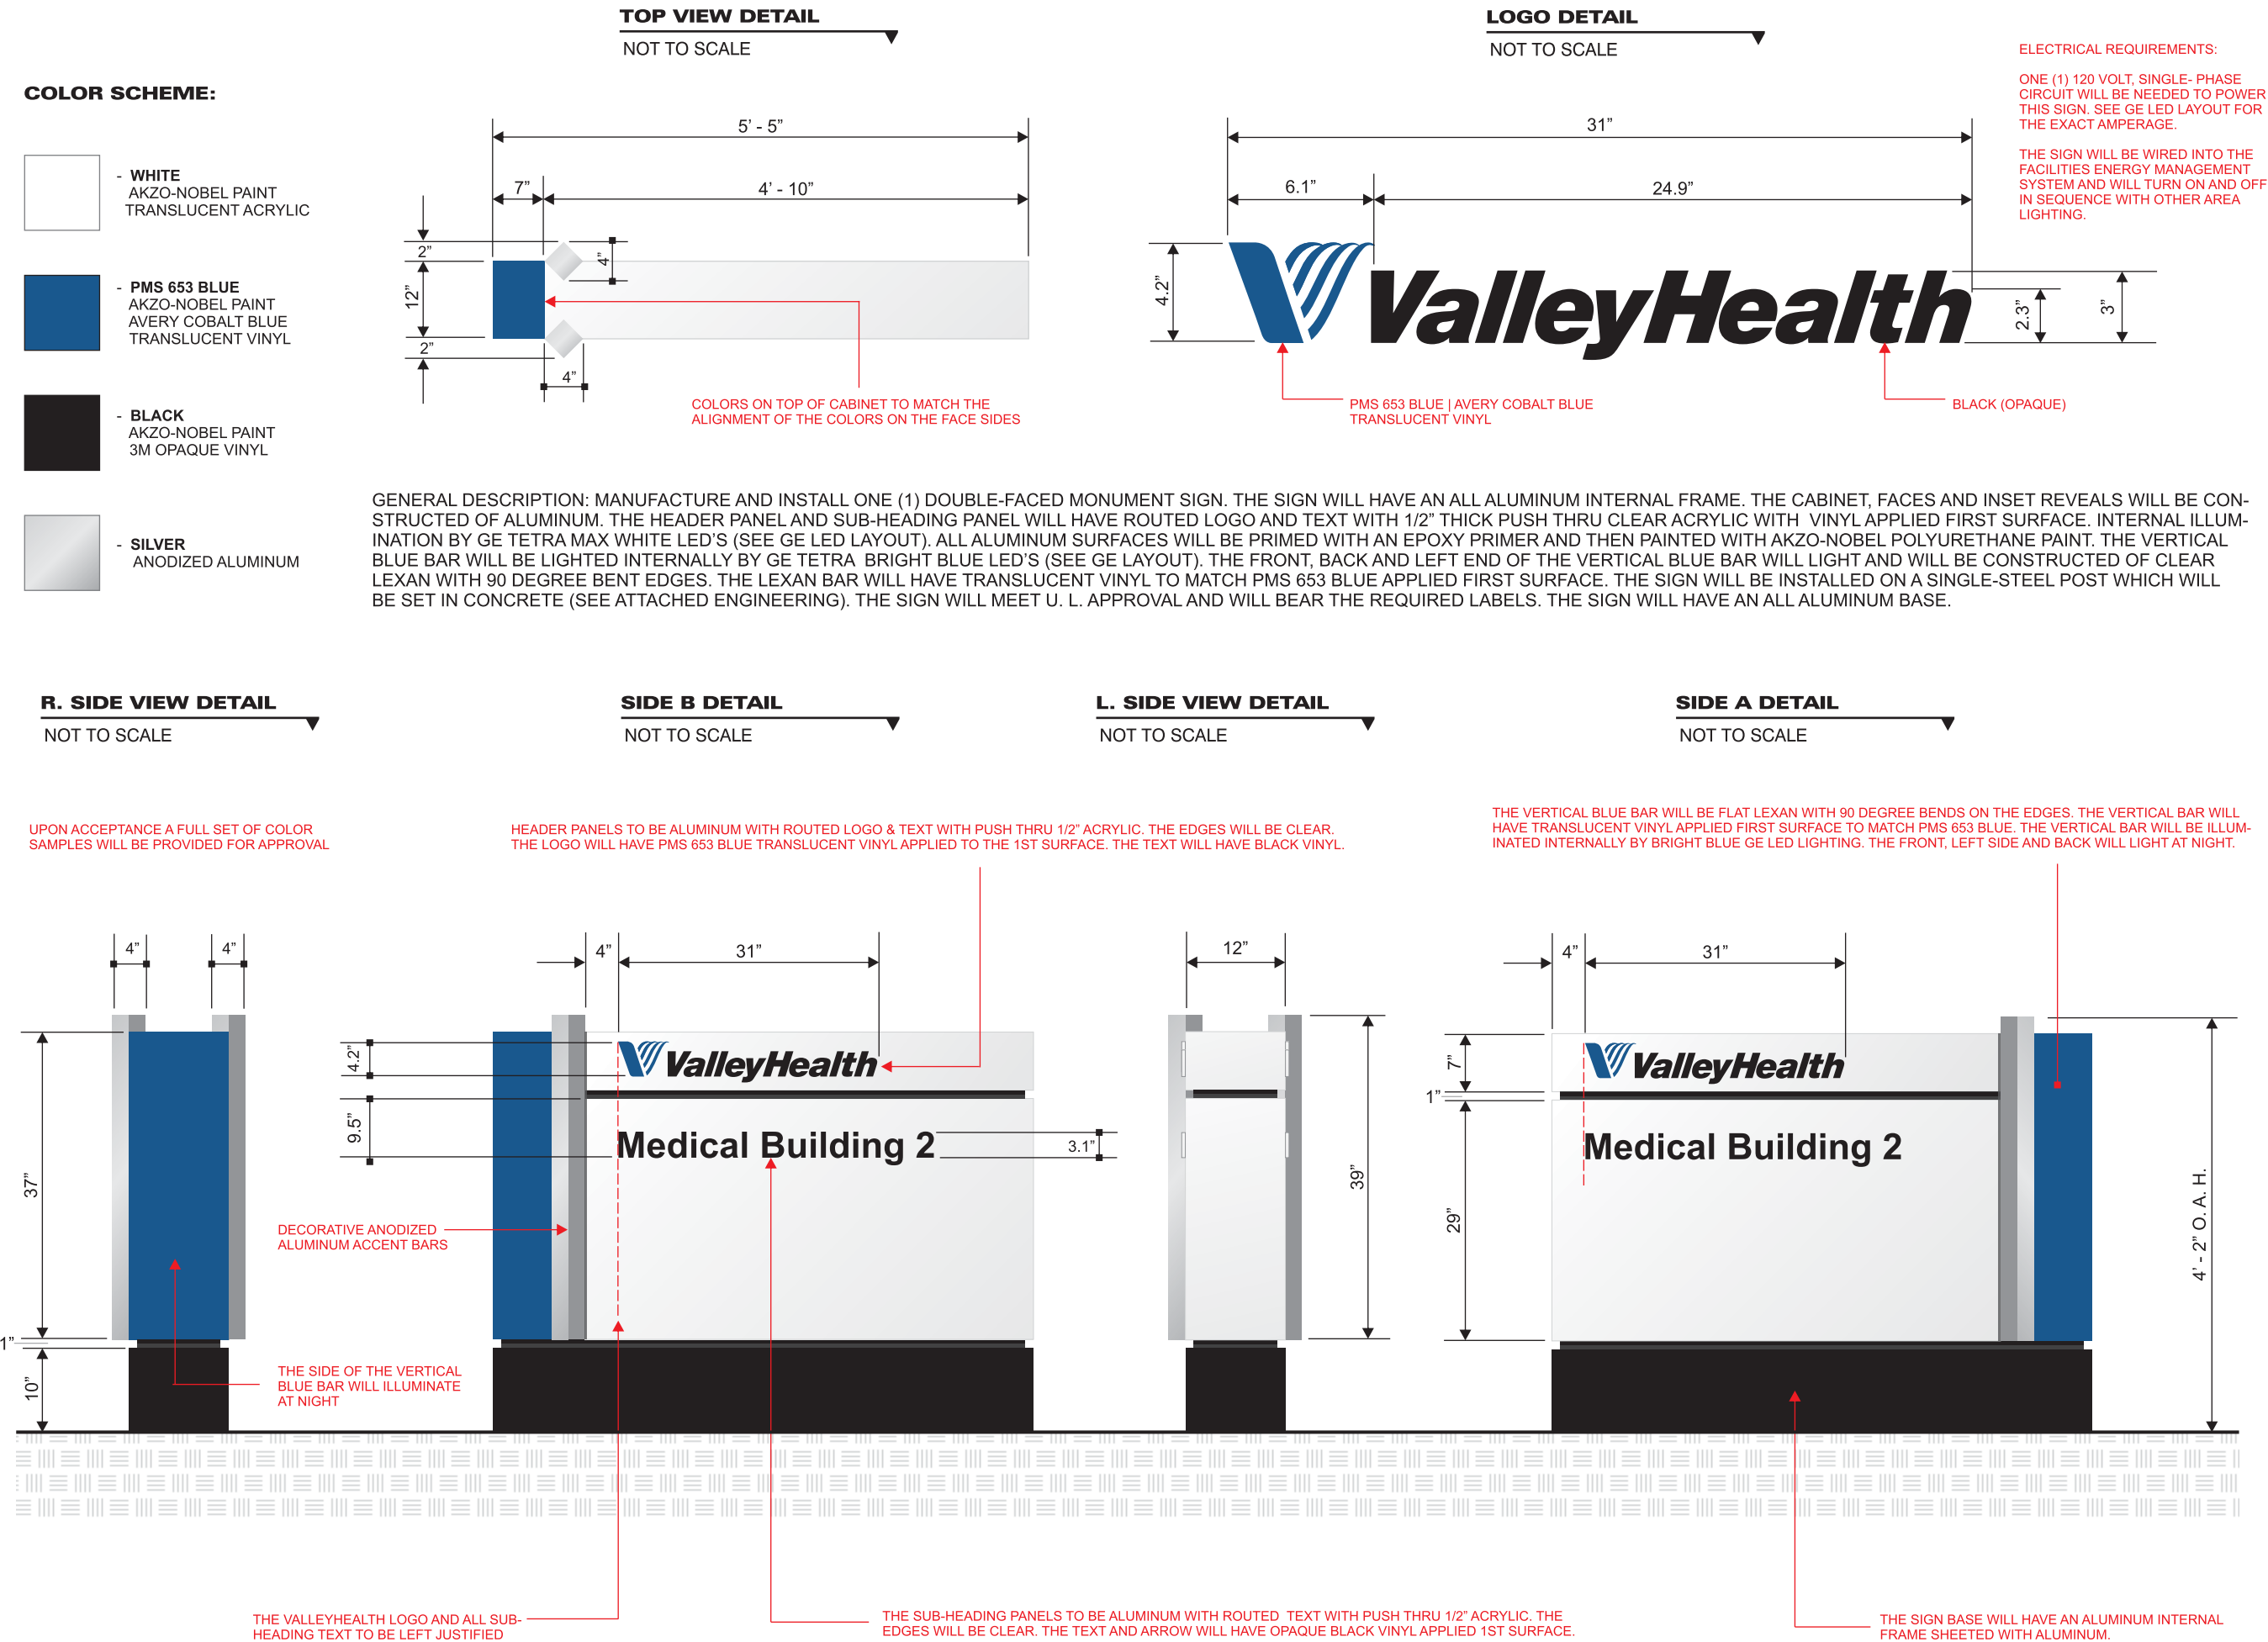 TOP VIEW DETAIL
NOT TO SCALE
LOGO DETAIL
NOT TO SCALE
ELECTRICAL REQUIREMENTS:
ONE (1) 120 VOLT, SINGLE- PHASE
CIRCUIT WILL BE NEEDED TO POWER
THIS SIGN. SEE GE LED LAYOUT FOR
THE EXACT AMPERAGE.
THE SIGN WILL BE WIRED INTO THE
FACILITIES ENERGY MANAGEMENT
SYSTEM AND WILL TURN ON AND OFF
IN SEQUENCE WITH OTHER AREA
LIGHTING.
COLOR SCHEME:
- WHITE
AKZO-NOBEL PAINT
TRANSLUCENT ACRYLIC
- PMS 653 BLUE
AKZO-NOBEL PAINT
AVERY COBALT BLUE
TRANSLUCENT VINYL
- BLACK
AKZO-NOBEL PAINT
3M OPAQUE VINYL
- SILVER
ANODIZED ALUMINUM
5’ - 5”
7”
4’ - 10”
2”
12”
2”
4”
4”
COLORS ON TOP OF CABINET TO MATCH THE
ALIGNMENT OF THE COLORS ON THE FACE SIDES
31”
6.1”
24.9”
4.2”
ValleyHealth
2.3”
3”
PMS 653 BLUE | AVERY COBALT BLUE
TRANSLUCENT VINYL
BLACK (OPAQUE)
GENERAL DESCRIPTION: MANUFACTURE AND INSTALL ONE (1) DOUBLE-FACED MONUMENT SIGN. THE SIGN WILL HAVE AN ALL ALUMINUM INTERNAL FRAME. THE CABINET, FACES AND INSET REVEALS WILL BE CON-
STRUCTED OF ALUMINUM. THE HEADER PANEL AND SUB-HEADING PANEL WILL HAVE ROUTED LOGO AND TEXT WITH 1/2” THICK PUSH THRU CLEAR ACRYLIC WITH VINYL APPLIED FIRST SURFACE. INTERNAL ILLUM-
INATION BY GE TETRA MAX WHITE LED’S (SEE GE LED LAYOUT). ALL ALUMINUM SURFACES WILL BE PRIMED WITH AN EPOXY PRIMER AND THEN PAINTED WITH AKZO-NOBEL POLYURETHANE PAINT. THE VERTICAL
BLUE BAR WILL BE LIGHTED INTERNALLY BY GE TETRA BRIGHT BLUE LED’S (SEE GE LAYOUT). THE FRONT, BACK AND LEFT END OF THE VERTICAL BLUE BAR WILL LIGHT AND WILL BE CONSTRUCTED OF CLEAR
LEXAN WITH 90 DEGREE BENT EDGES. THE LEXAN BAR WILL HAVE TRANSLUCENT VINYL TO MATCH PMS 653 BLUE APPLIED FIRST SURFACE. THE SIGN WILL BE INSTALLED ON A SINGLE-STEEL POST WHICH WILL
BE SET IN CONCRETE (SEE ATTACHED ENGINEERING). THE SIGN WILL MEET U. L. APPROVAL AND WILL BEAR THE REQUIRED LABELS. THE SIGN WILL HAVE AN ALL ALUMINUM BASE.
R. SIDE VIEW DETAIL
NOT TO SCALE
SIDE B DETAIL
NOT TO SCALE
L. SIDE VIEW DETAIL
NOT TO SCALE
SIDE A DETAIL
NOT TO SCALE
UPON ACCEPTANCE A FULL SET OF COLOR
SAMPLES WILL BE PROVIDED FOR APPROVAL
HEADER PANELS TO BE ALUMINUM WITH ROUTED LOGO & TEXT WITH PUSH THRU 1/2” ACRYLIC. THE EDGES WILL BE CLEAR.
THE LOGO WILL HAVE PMS 653 BLUE TRANSLUCENT VINYL APPLIED TO THE 1ST SURFACE. THE TEXT WILL HAVE BLACK VINYL.
THE VERTICAL BLUE BAR WILL BE FLAT LEXAN WITH 90 DEGREE BENDS ON THE EDGES. THE VERTICAL BAR WILL
HAVE TRANSLUCENT VINYL APPLIED FIRST SURFACE TO MATCH PMS 653 BLUE. THE VERTICAL BAR WILL BE ILLUM-
INATED INTERNALLY BY BRIGHT BLUE GE LED LIGHTING. THE FRONT, LEFT SIDE AND BACK WILL LIGHT AT NIGHT.
4”
4”
37”
1”
10”
THE SIDE OF THE VERTICAL
BLUE BAR WILL ILLUMINATE
AT NIGHT
4”
31”
4.2”
ValleyHealth
9.5”
Medical Building 2
3.1”
DECORATIVE ANODIZED
ALUMINUM ACCENT BARS
12”
39”
4”
31”
7”
ValleyHealth
1”
Medical Building 2
29”
4’ - 2” O. A. H.
THE VALLEYHEALTH LOGO AND ALL SUB-
HEADING TEXT TO BE LEFT JUSTIFIED
THE SUB-HEADING PANELS TO BE ALUMINUM WITH ROUTED TEXT WITH PUSH THRU 1/2” ACRYLIC. THE
EDGES WILL BE CLEAR. THE TEXT AND ARROW WILL HAVE OPAQUE BLACK VINYL APPLIED 1ST SURFACE.
THE SIGN BASE WILL HAVE AN ALUMINUM INTERNAL
FRAME SHEETED WITH ALUMINUM.